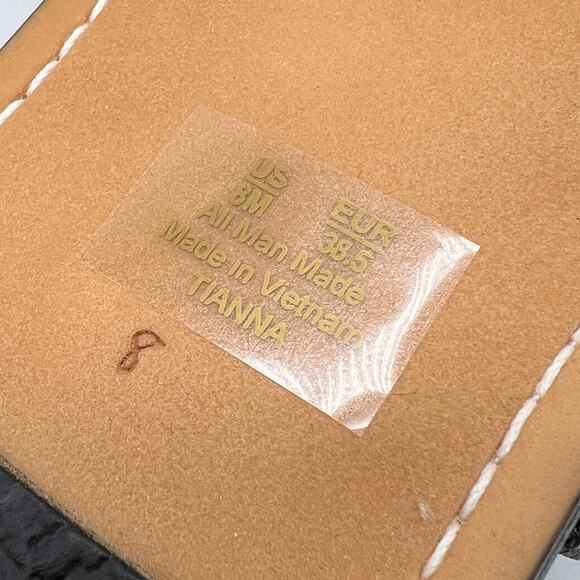 US EUR
8M 38.5
All Man Made
Made in Vietnam
TIANNA
8